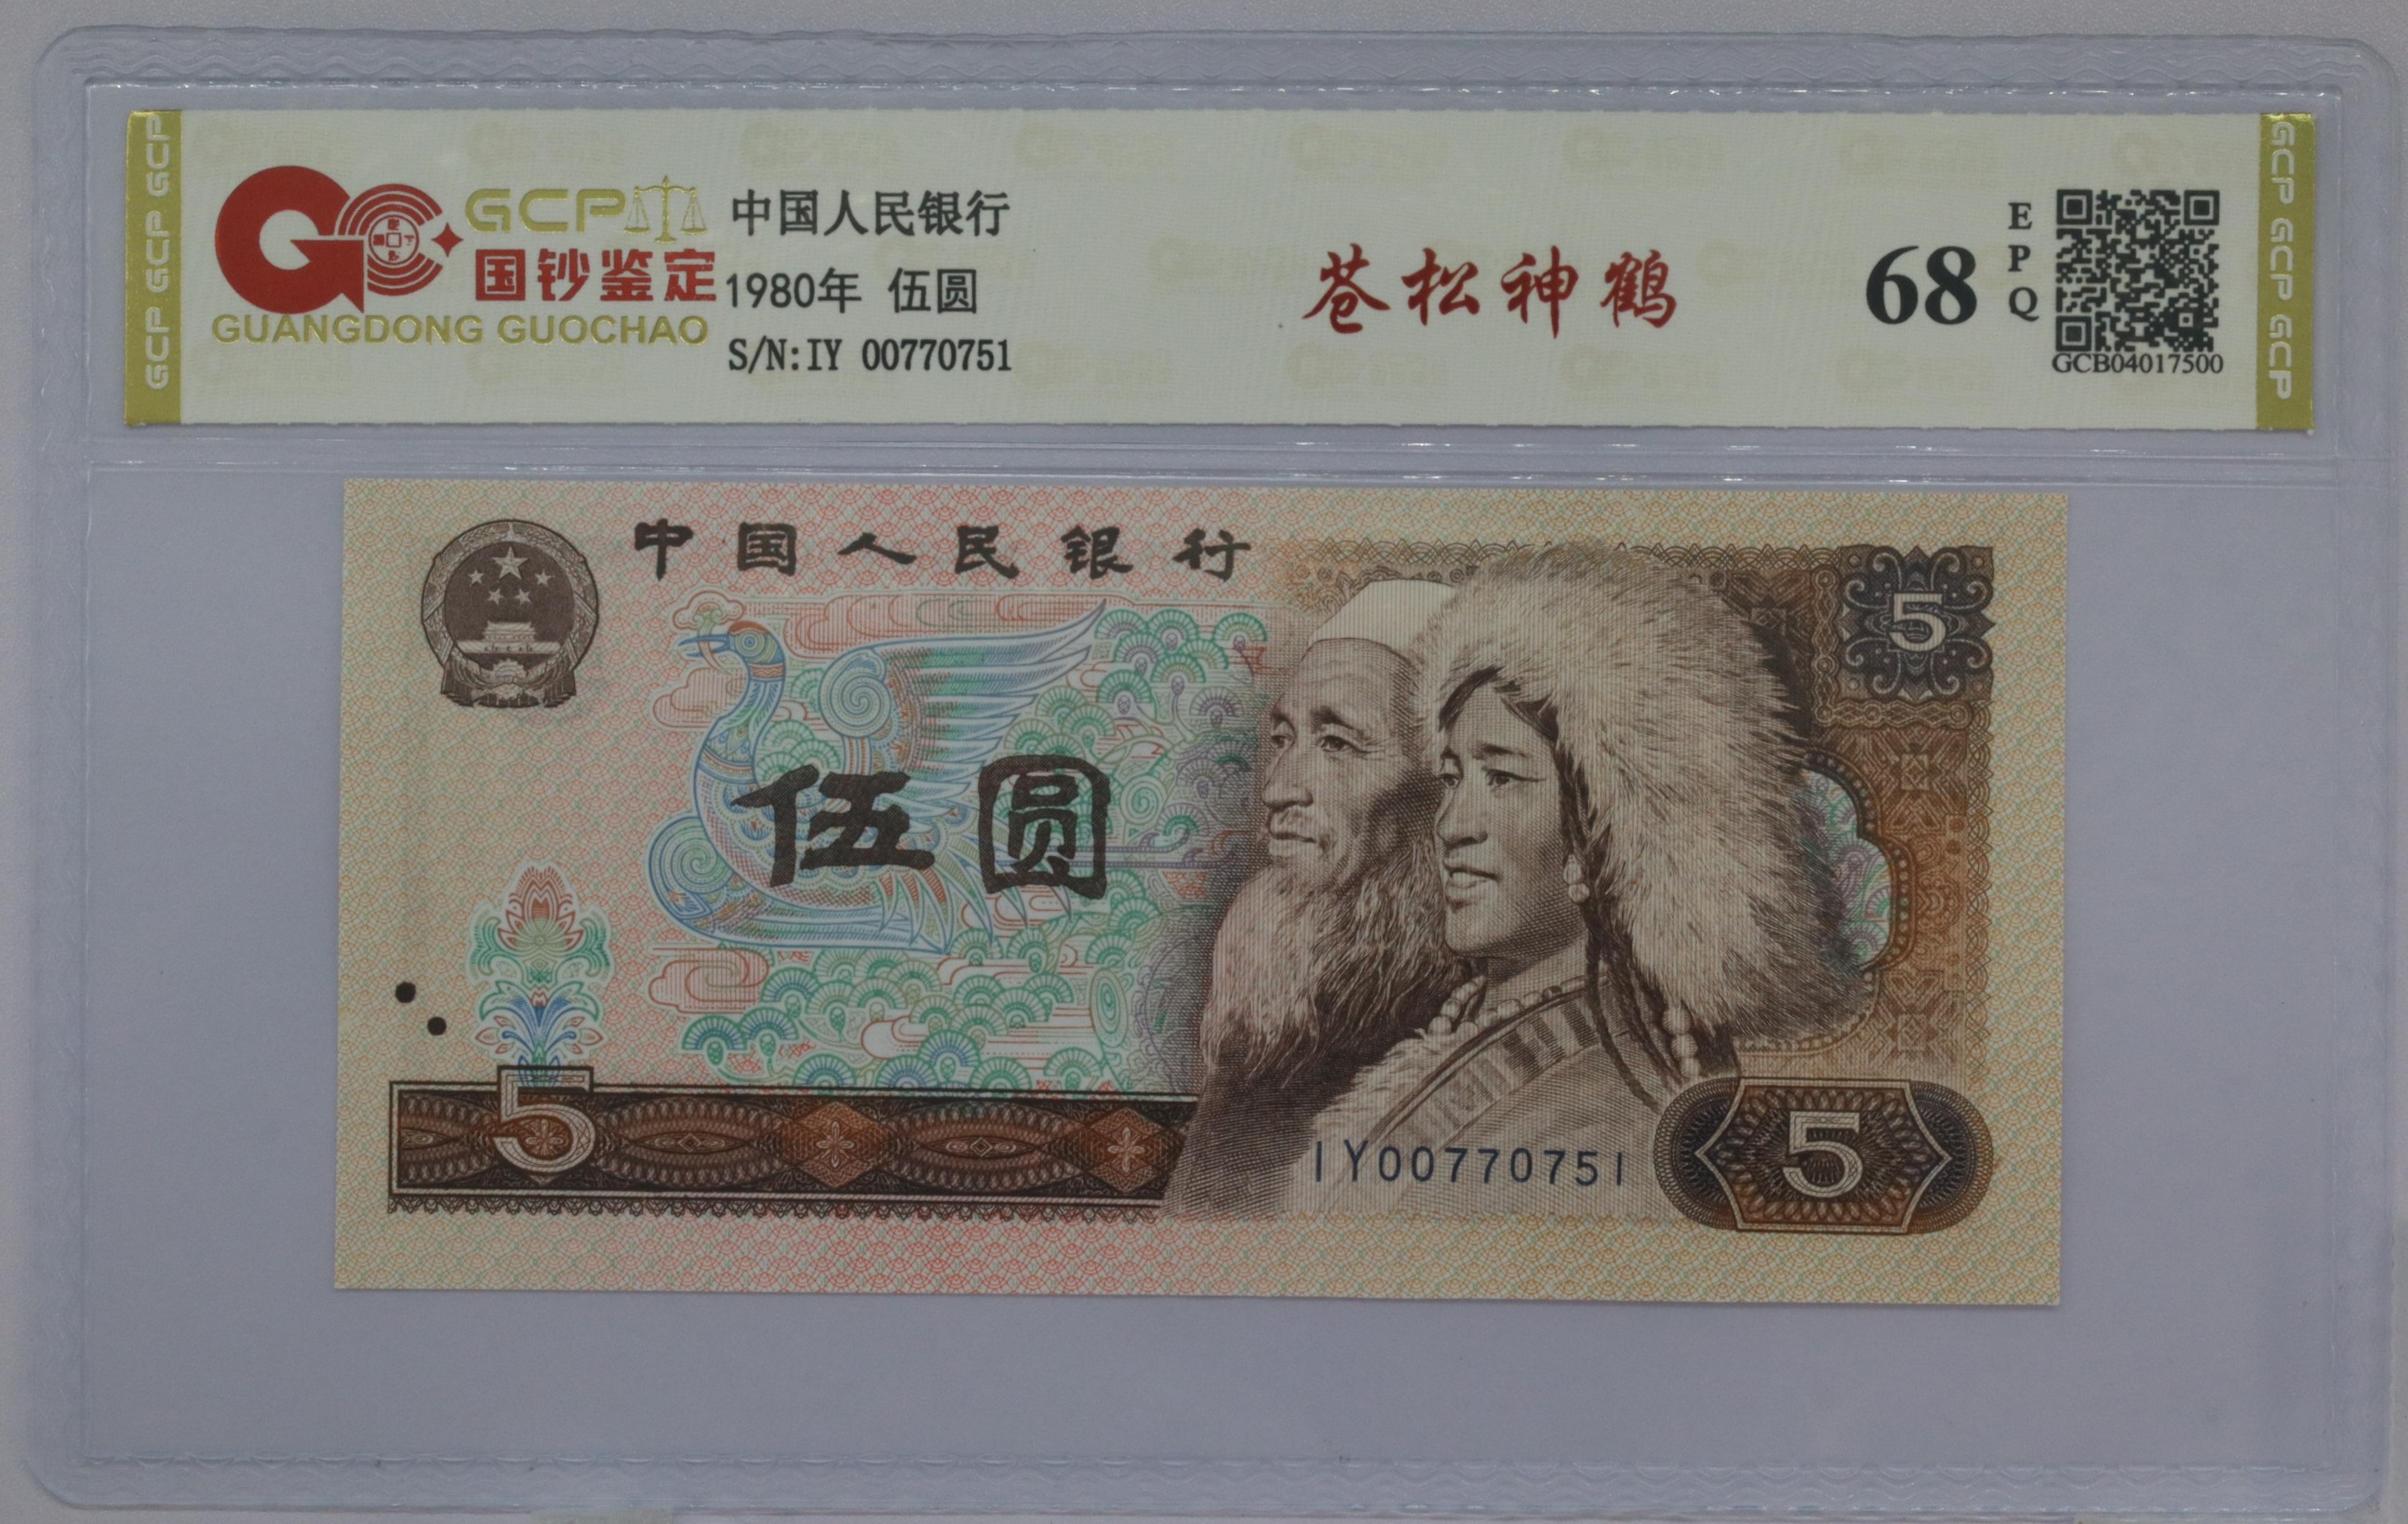 GCP GCP GCP
GCP
国钞鉴定
GUANGDONG GUOCHAO
中国人民银行
1980年 伍圆
S/N:IY 00770751
苍松神鹤
68
EPQ
GCB04017500
GCP GCP GCP
中国人民银行
5
伍圆
5
IY00770751
5